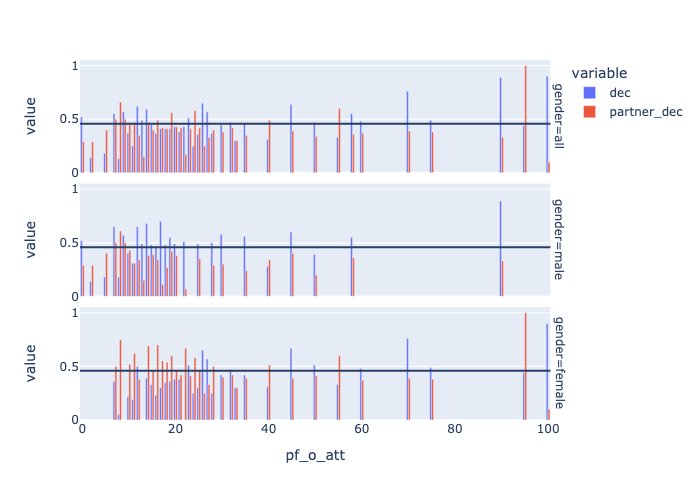 variable
dec
partner_dec
1
0.5
0
value
gender=all
1
0.5
0
value
gender=male
1
0.5
0
value
gender=female
0
20
40
60
80
100
pf_o_att